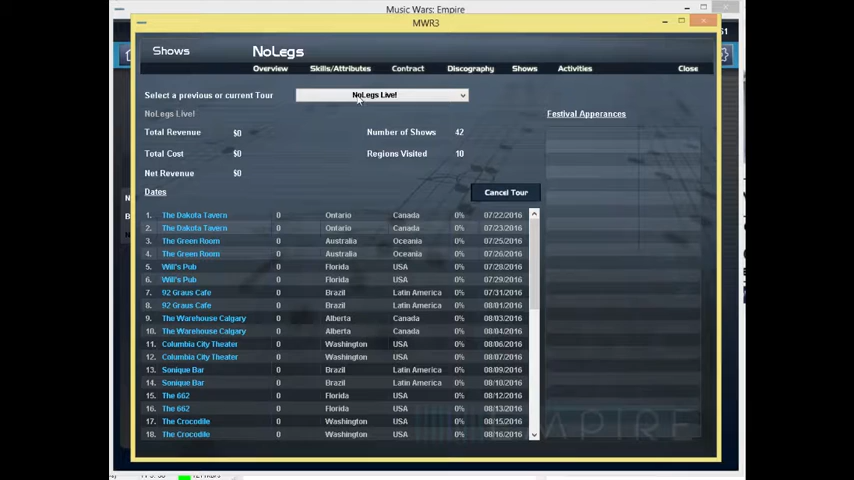 Music Wars: Empire
MWR3
Shows NoLegs
Overview Skills/Attributes Contract Discography Shows Activities Close
Select a previous or current Tour NoLegs Live!
NoLegs Live! Festival Apperances
Total Revenue $0 Number of Shows 42
Total Cost $0 Regions Visited 10
Net Revenue $0
Dates Cancel Tour
1. The Dakota Tavern 0 Ontario Canada 0% 07/22/2016
2. The Dakota Tavern 0 Ontario Canada 0% 07/23/2016
3. The Green Room 0 Australia Oceania 0% 07/25/2016
4. The Green Room 0 Australia Oceania 0% 07/26/2016
5. Will's Pub 0 Florida USA 0% 07/28/2016
6. Will's Pub 0 Florida USA 0% 07/29/2016
7. 92 Graus Cafe 0 Brazil Latin America 0% 07/31/2016
8. 92 Graus Cafe 0 Brazil Latin America 0% 08/01/2016
9. The Warehouse Calgary 0 Alberta Canada 0% 08/03/2016
10. The Warehouse Calgary 0 Alberta Canada 0% 08/04/2016
11. Columbia City Theater 0 Washington USA 0% 08/06/2016
12. Columbia City Theater 0 Washington USA 0% 08/07/2016
13. Sonique Bar 0 Brazil Latin America 0% 08/09/2016
14. Sonique Bar 0 Brazil Latin America 0% 08/10/2016
15. The 662 0 Florida USA 0% 08/12/2016
16. The 662 0 Florida USA 0% 08/13/2016
17. The Crocodile 0 Washington USA 0% 08/15/2016
18. The Crocodile 0 Washington USA 0% 08/16/2016